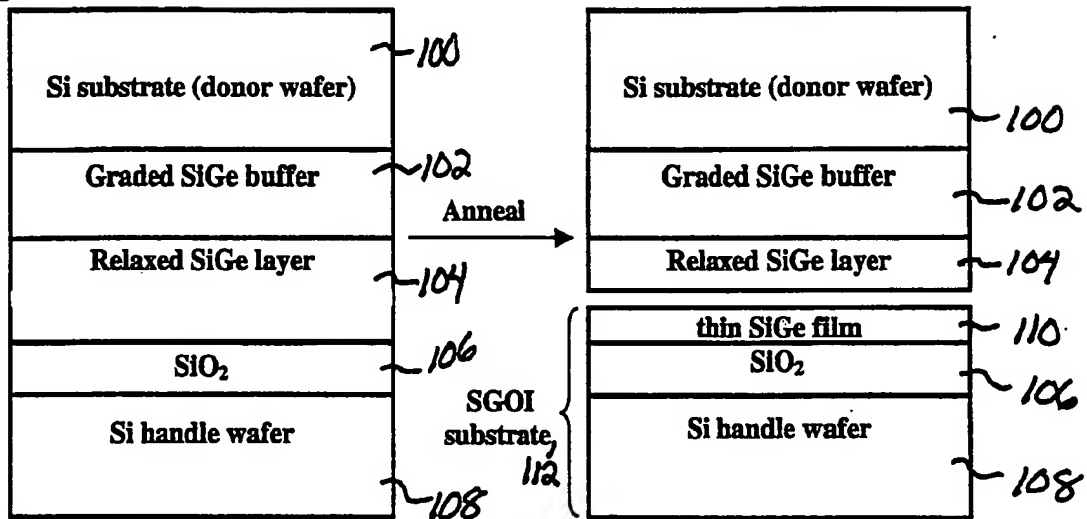 Si substrate (donor wafer)
100
Graded SiGe buffer
102
Relaxed SiGe layer
104
SiO₂
106
Si handle wafer
108
Anneal
Si substrate (donor wafer)
100
Graded SiGe buffer
102
Relaxed SiGe layer
104
thin SiGe film
110
SiO₂
106
Si handle wafer
108
SGOI
substrate,
112